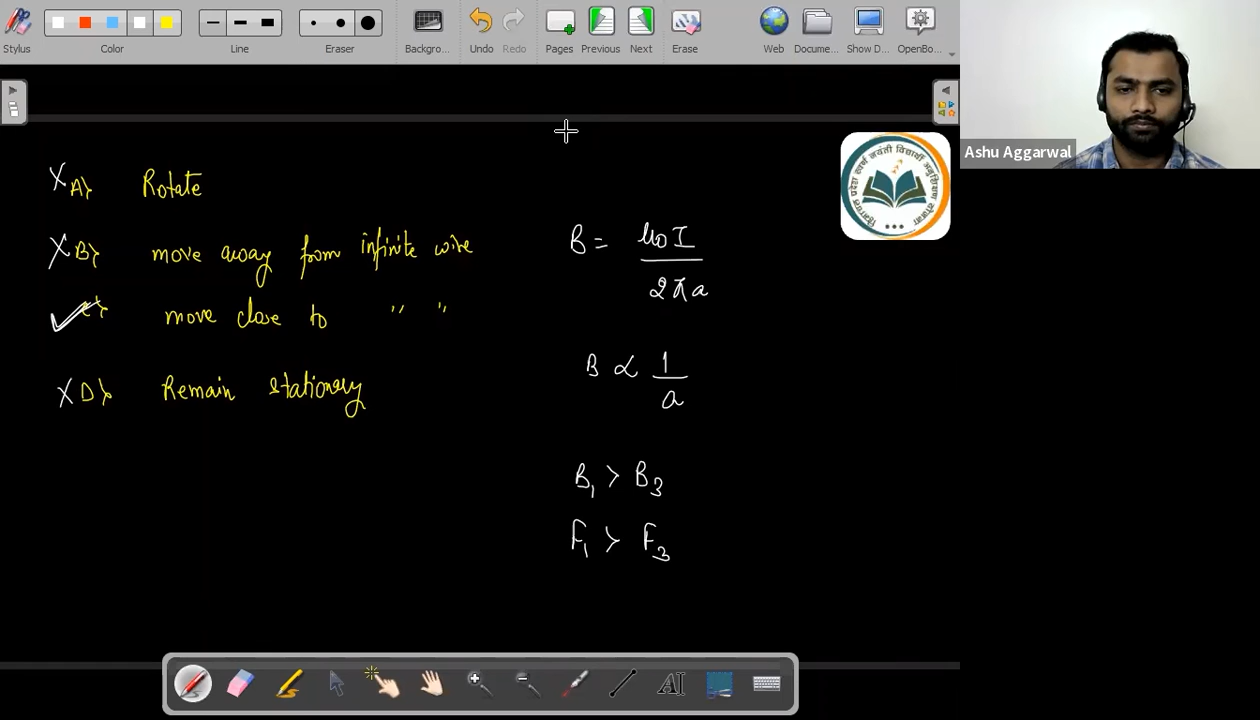 Stylus
Color
Line
Eraser
Backgro...
Undo
Redo
Pages
Previous
Next
Erase
Web
Docume...
Show D...
OpenBo...
Ashu Aggarwal
X A) Rotate
X B) move away from infinite wire
move close to " "
X D) Remain stationary
B = μ0 I / 2πa
B ∝ 1 / a
B1 > B3
F1 > F3